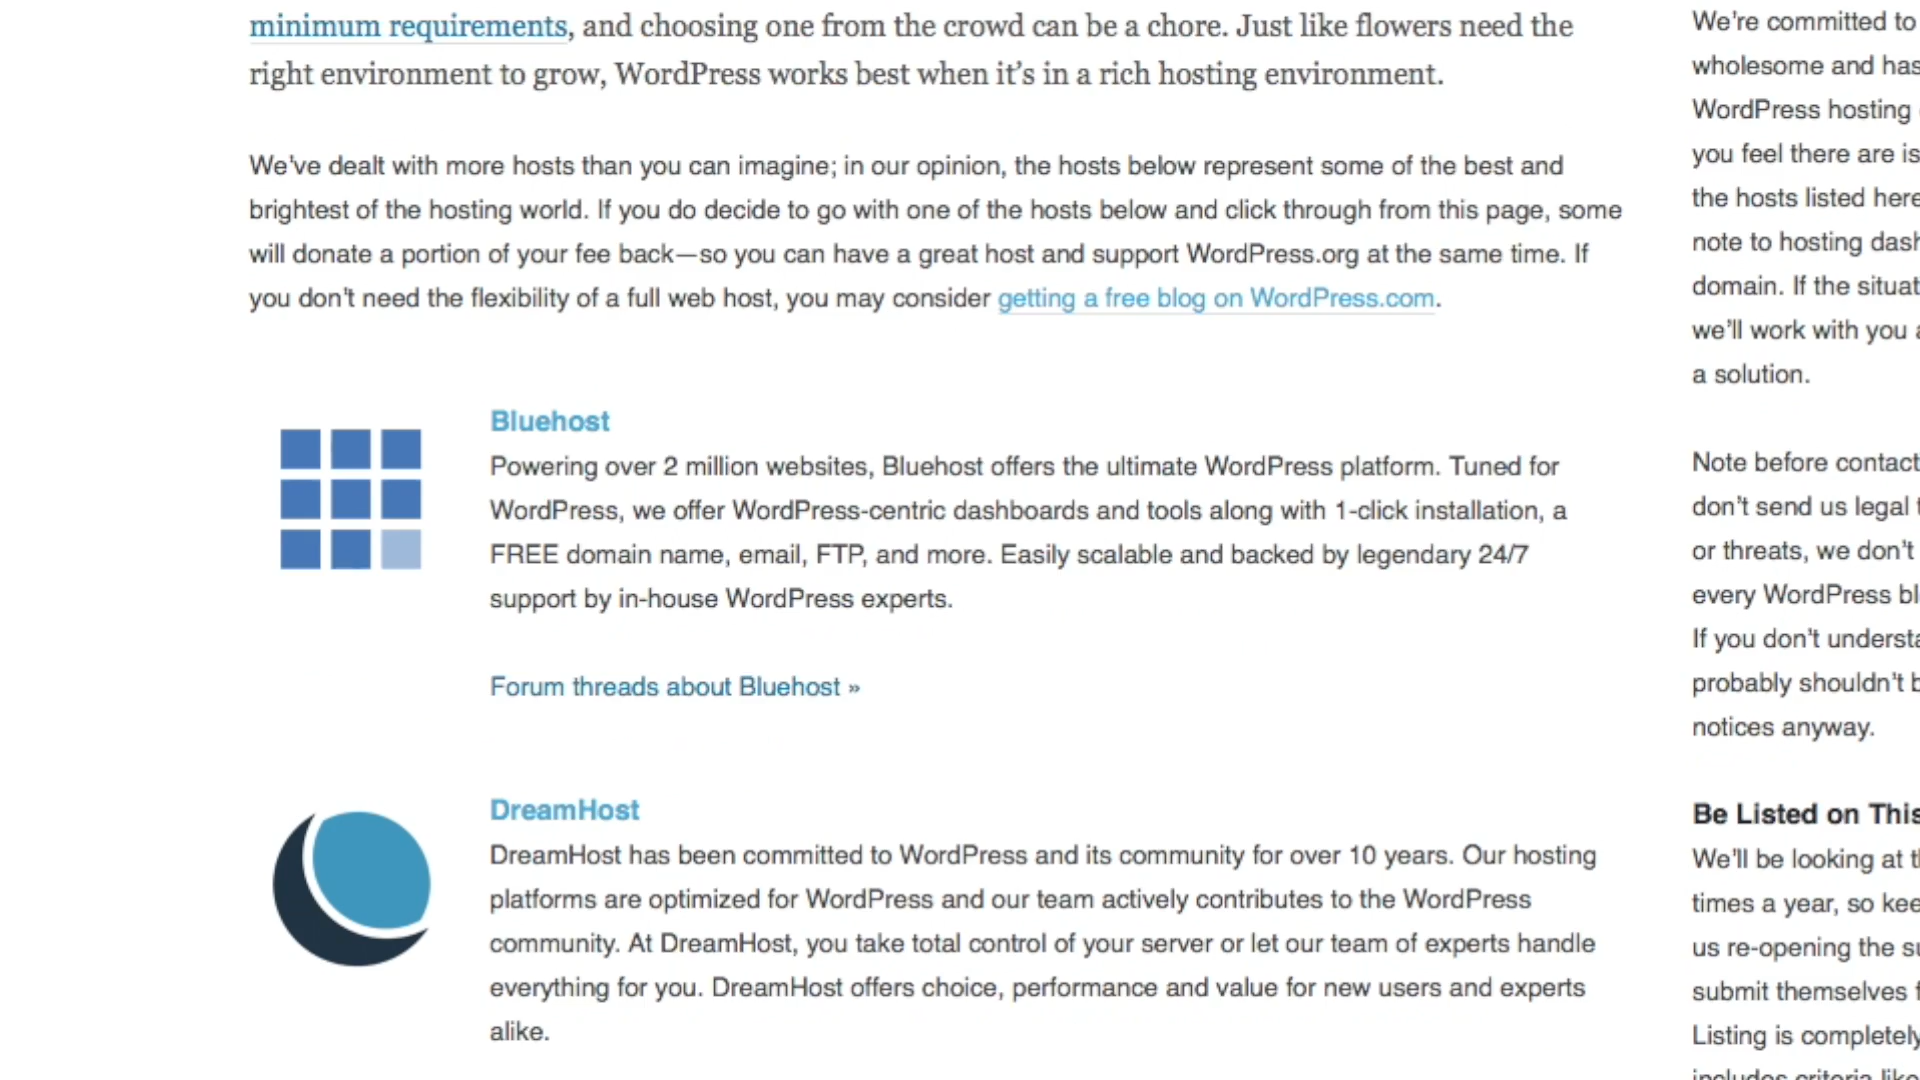 minimum requirements, and choosing one from the crowd can be a chore. Just like flowers need the
right environment to grow, WordPress works best when it’s in a rich hosting environment.
We’ve dealt with more hosts than you can imagine; in our opinion, the hosts below represent some of the best and
brightest of the hosting world. If you do decide to go with one of the hosts below and click through from this page, some
will donate a portion of your fee back—so you can have a great host and support WordPress.org at the same time. If
you don’t need the flexibility of a full web host, you may consider getting a free blog on WordPress.com.
Bluehost
Powering over 2 million websites, Bluehost offers the ultimate WordPress platform. Tuned for
WordPress, we offer WordPress-centric dashboards and tools along with 1-click installation, a
FREE domain name, email, FTP, and more. Easily scalable and backed by legendary 24/7
support by in-house WordPress experts.
Forum threads about Bluehost »
DreamHost
DreamHost has been committed to WordPress and its community for over 10 years. Our hosting
platforms are optimized for WordPress and our team actively contributes to the WordPress
community. At DreamHost, you take total control of your server or let our team of experts handle
everything for you. DreamHost offers choice, performance and value for new users and experts
alike.
We’re committed to
wholesome and has
WordPress hosting
you feel there are is
the hosts listed here
note to hosting dash
domain. If the situat
we’ll work with you
a solution.
Note before contact
don’t send us legal
or threats, we don’t
every WordPress bl
If you don’t understa
probably shouldn’t b
notices anyway.
Be Listed on This
We’ll be looking at
times a year, so kee
us re-opening the su
submit themselves f
Listing is completely